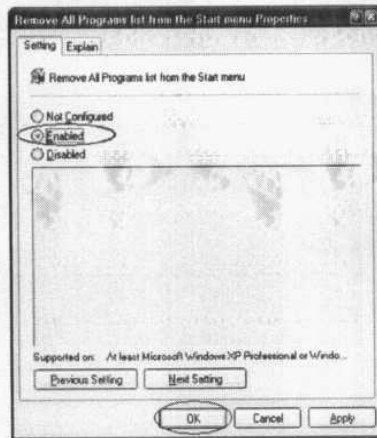 Remove All Programs list from the Start menu Properties
Setting Explain
Remove All Programs list from the Start menu
Not Configured
Enabled
Disabled
Supported on: At least Microsoft Windows XP Professional or Windo...
Previous Setting Next Setting
OK Cancel Apply